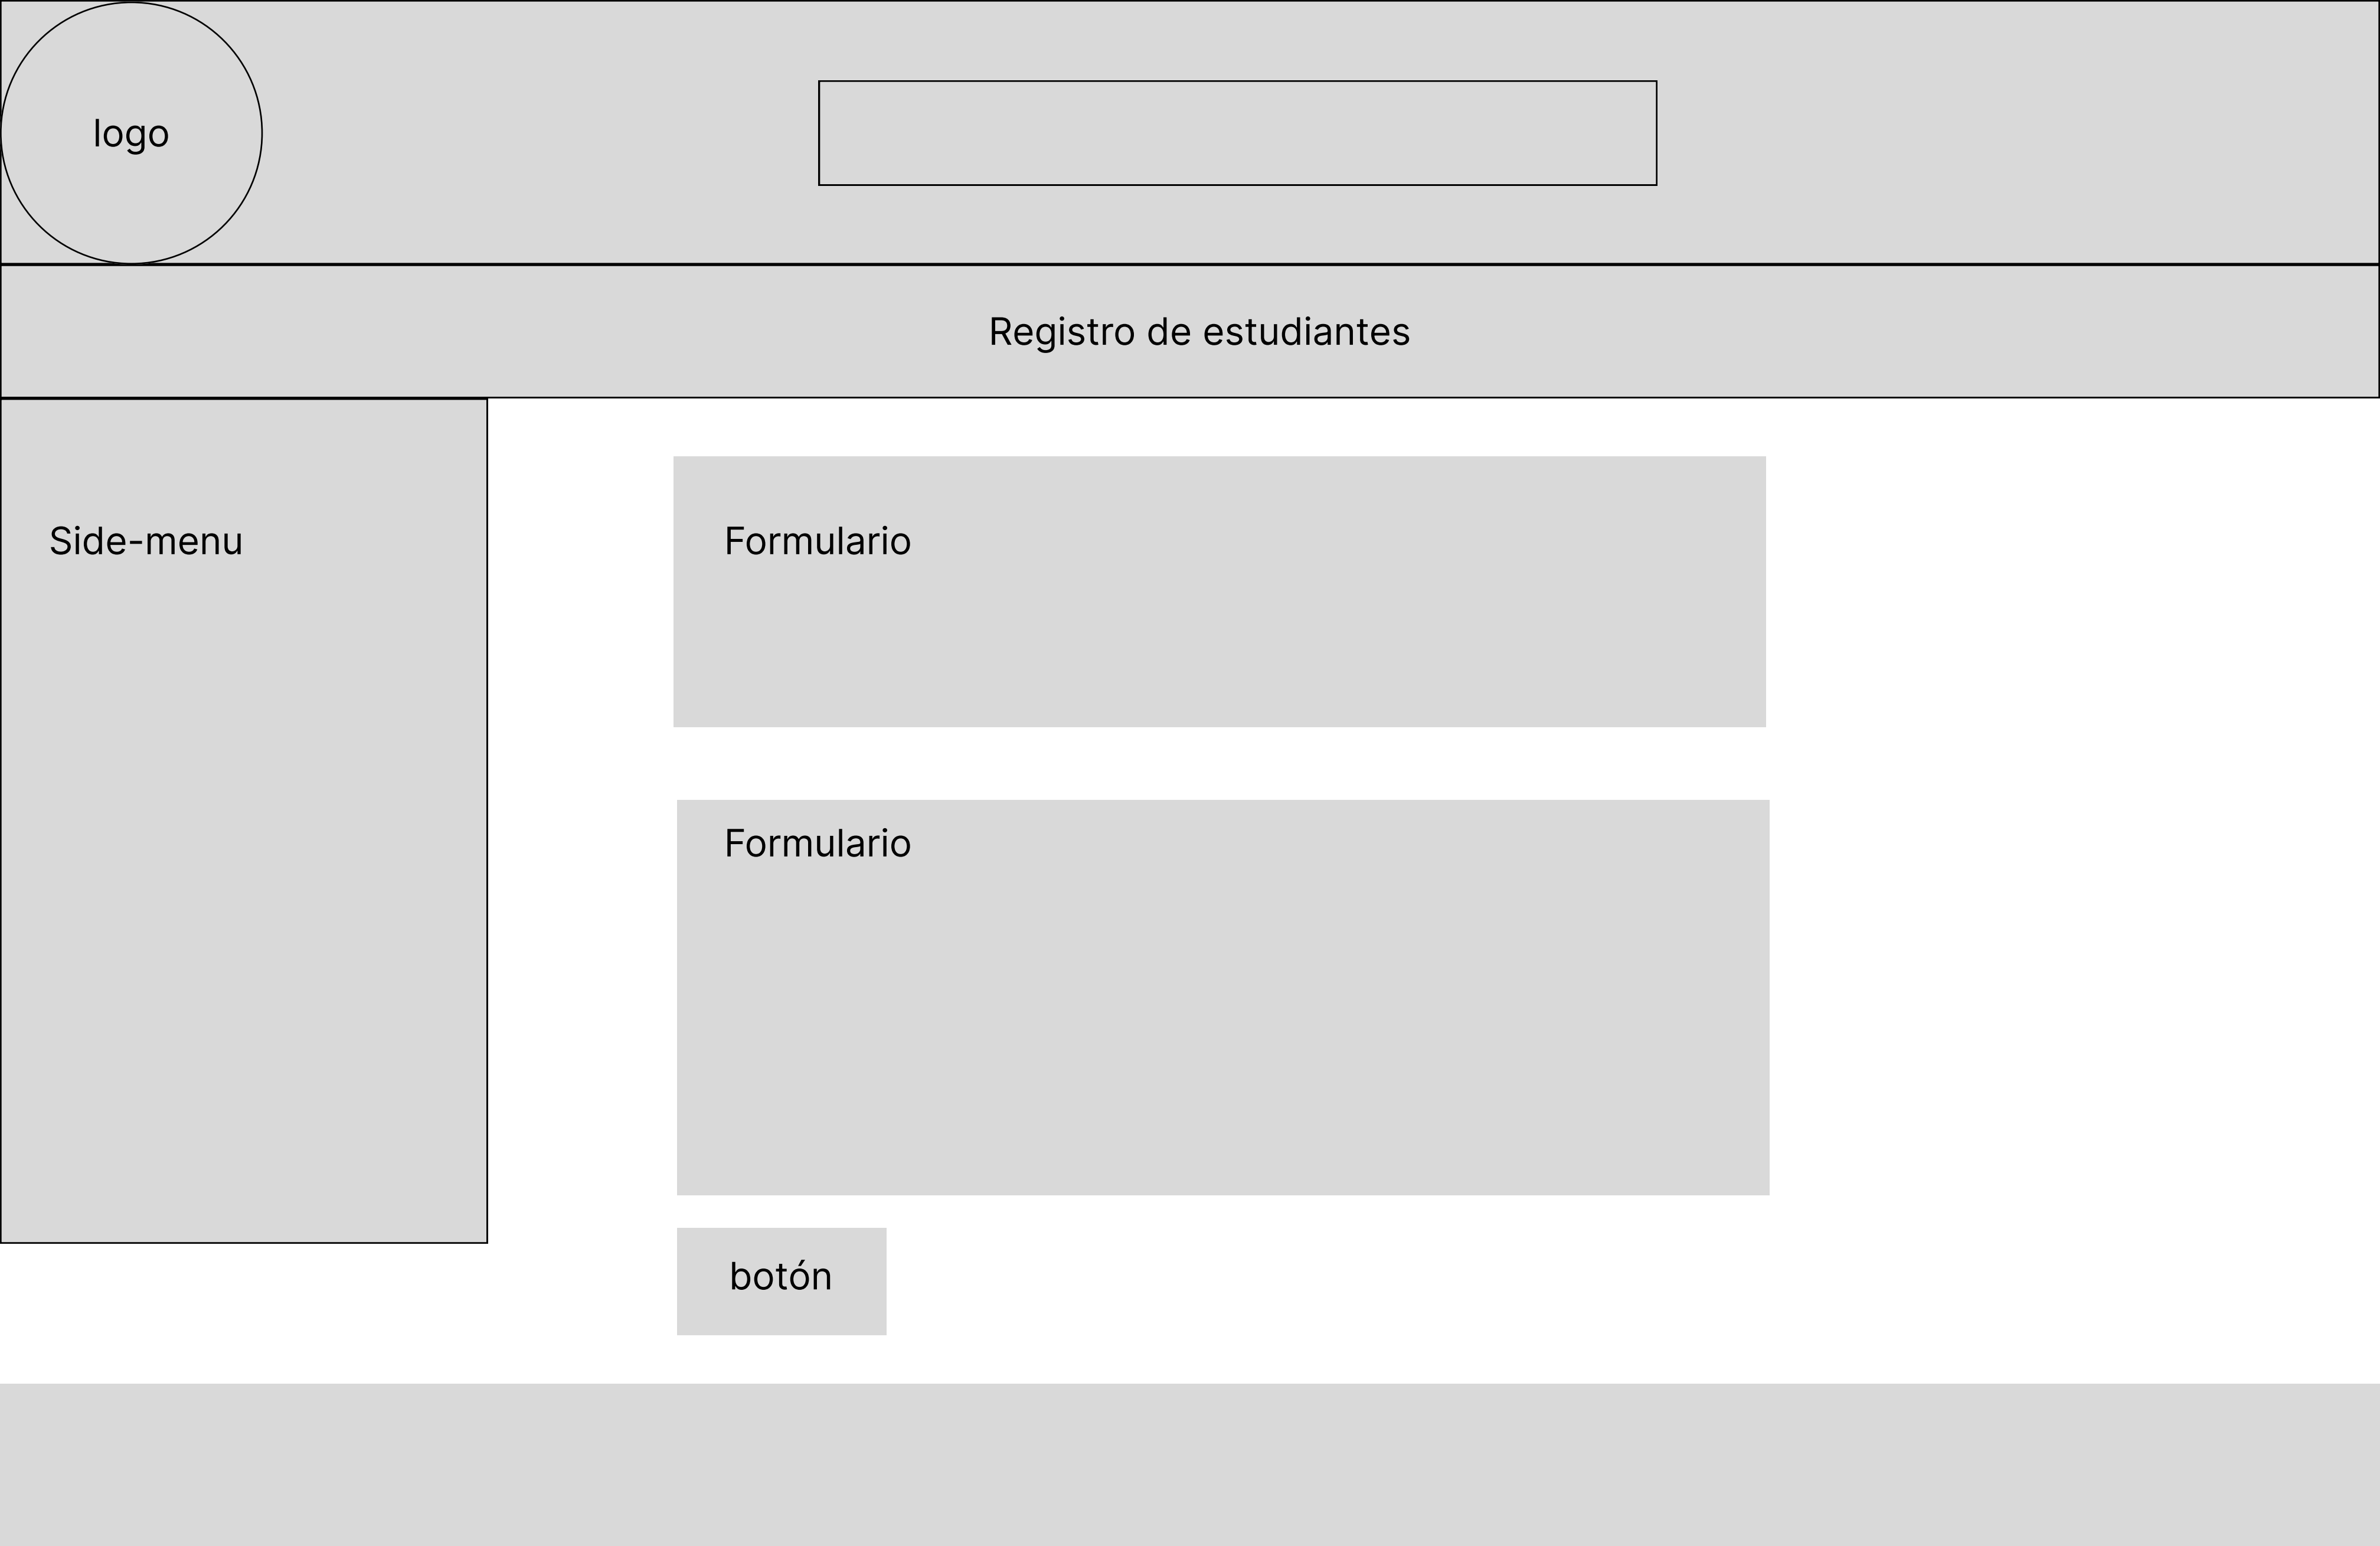 logo
Registro de estudiantes
Side-menu
Formulario
Formulario
botón